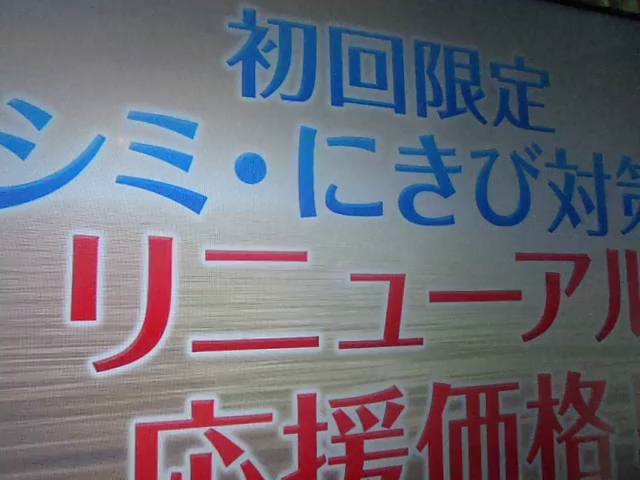 初回限定
シミ・にきび対策
リニューアル
応援価格